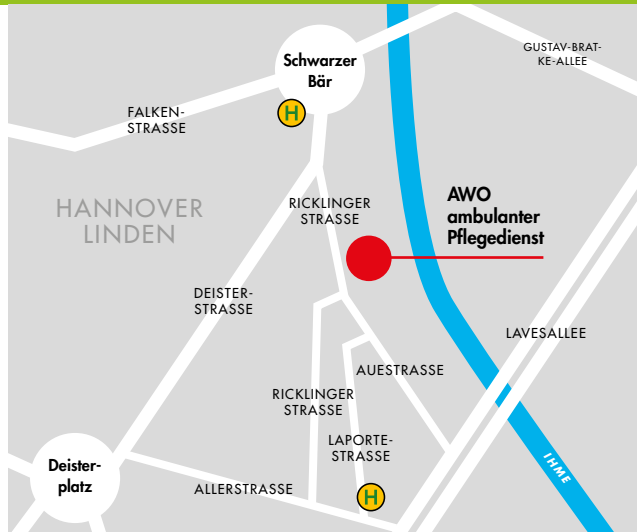 GUSTAV-BRAT-
KE-ALLEE
Schwarzer
Bär
H
FALKEN-
STRASSE
HANNOVER
LINDEN
RICKLINGER
STRASSE
AWO
ambulanter
Pflegedienst
DEISTER-
STRASSE
LAVESALLEE
AUESTRASSE
RICKLINGER
STRASSE
LAPORTE-
STRASSE
IHME
Deister-
platz
ALLERSTRASSE
H